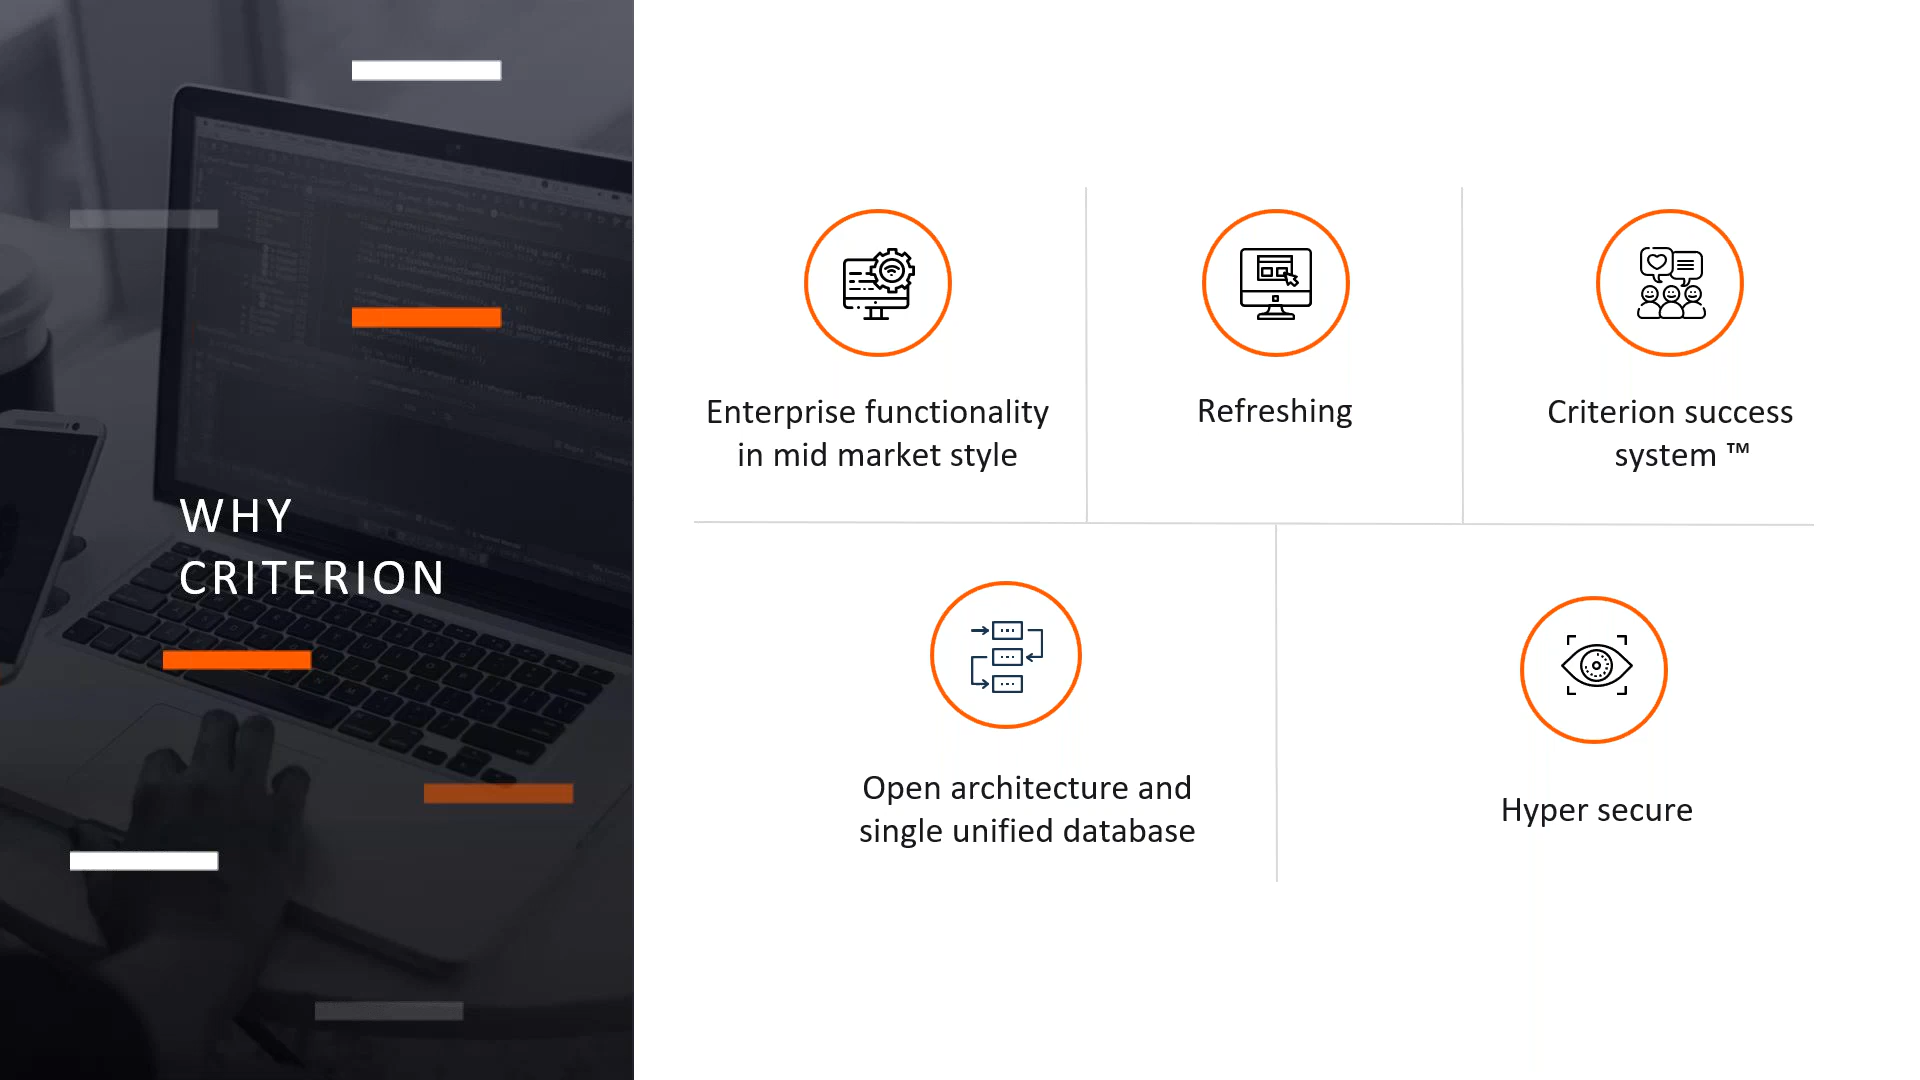 WHY
CRITERION
Enterprise functionality
in mid market style
Refreshing
Criterion success
system ™
Open architecture and
single unified database
Hyper secure